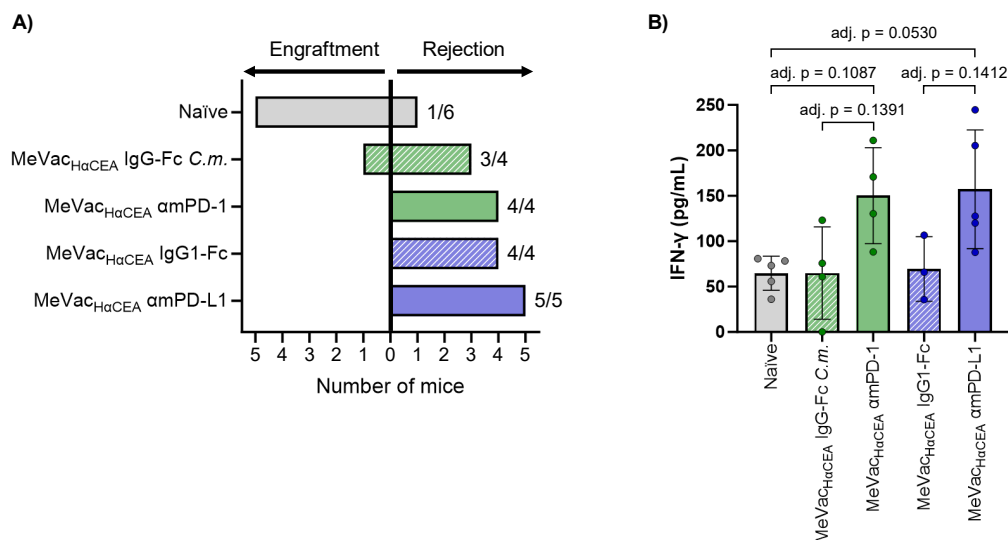 A)
Engraftment Rejection
Naïve 1/6
MeVacHαCEA IgG-Fc C.m. 3/4
MeVacHαCEA αmPD-1 4/4
MeVacHαCEA IgG1-Fc 4/4
MeVacHαCEA αmPD-L1 5/5
5 4 3 2 1 0 1 2 3 4 5
Number of mice
B)
adj. p = 0.0530
adj. p = 0.1087
adj. p = 0.1412
adj. p = 0.1391
IFN-γ (pg/mL)
250
200
150
100
50
0
Naïve
MeVacHαCEA IgG-Fc C.m.
MeVacHαCEA αmPD-1
MeVacHαCEA IgG1-Fc
MeVacHαCEA αmPD-L1